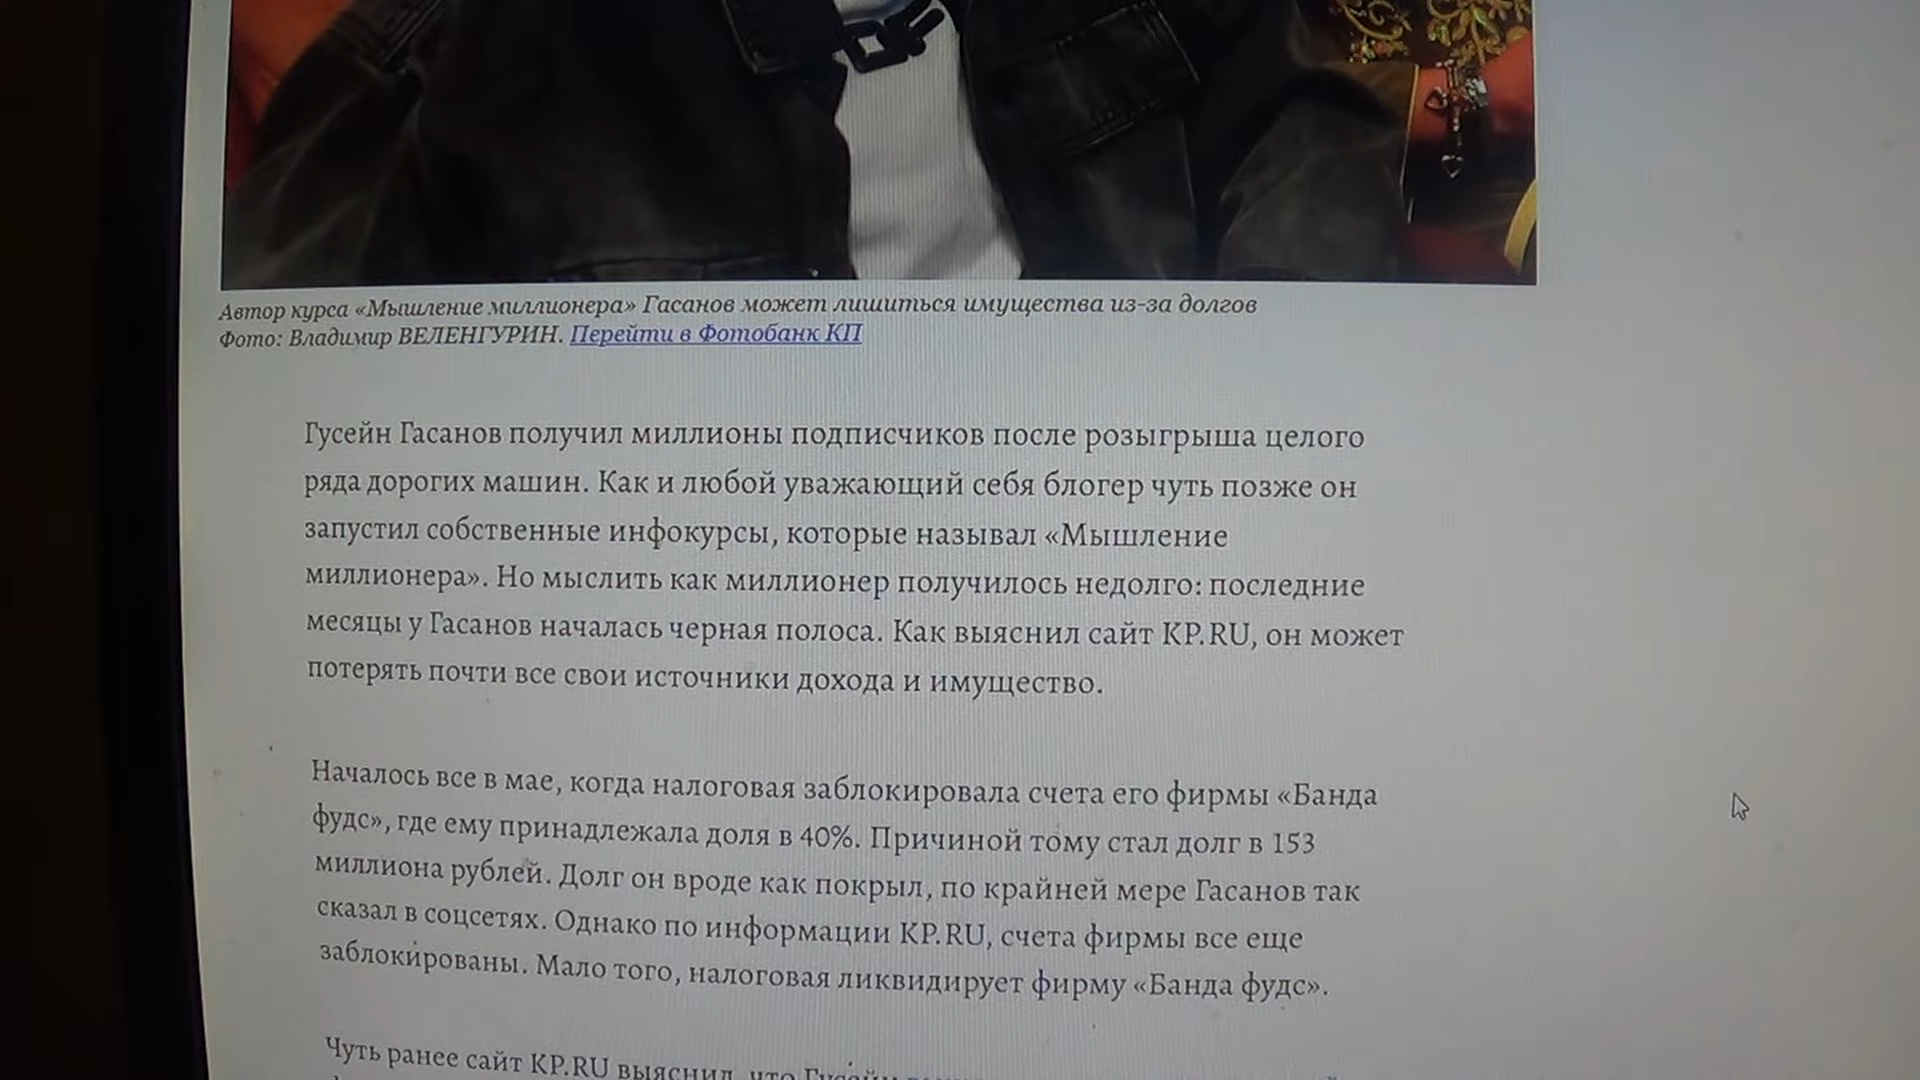 Автор курса «Мышление миллионера» Гасанов может лишиться имущества из-за долгов
Фото: Владимир ВЕЛЕНГУРИН. Перейти в Фотобанк КП
Гусейн Гасанов получил миллионы подписчиков после розыгрыша целого
ряда дорогих машин. Как и любой уважающий себя блогер чуть позже он
запустил собственные инфокурсы, которые называл «Мышление
миллионера». Но мыслить как миллионер получилось недолго: последние
месяцы у Гасанов началась черная полоса. Как выяснил сайт KP.RU, он может
потерять почти все свои источники дохода и имущество.
Началось все в мае, когда налоговая заблокировала счета его фирмы «Банда
фудс», где ему принадлежала доля в 40%. Причиной тому стал долг в 153
миллиона рублей. Долг он вроде как покрыл, по крайней мере Гасанов так
сказал в соцсетях. Однако по информации KP.RU, счета фирмы все еще
заблокированы. Мало того, налоговая ликвидирует фирму «Банда фудс».
Чуть ранее сайт KP.RU выяснил, что Гусейн